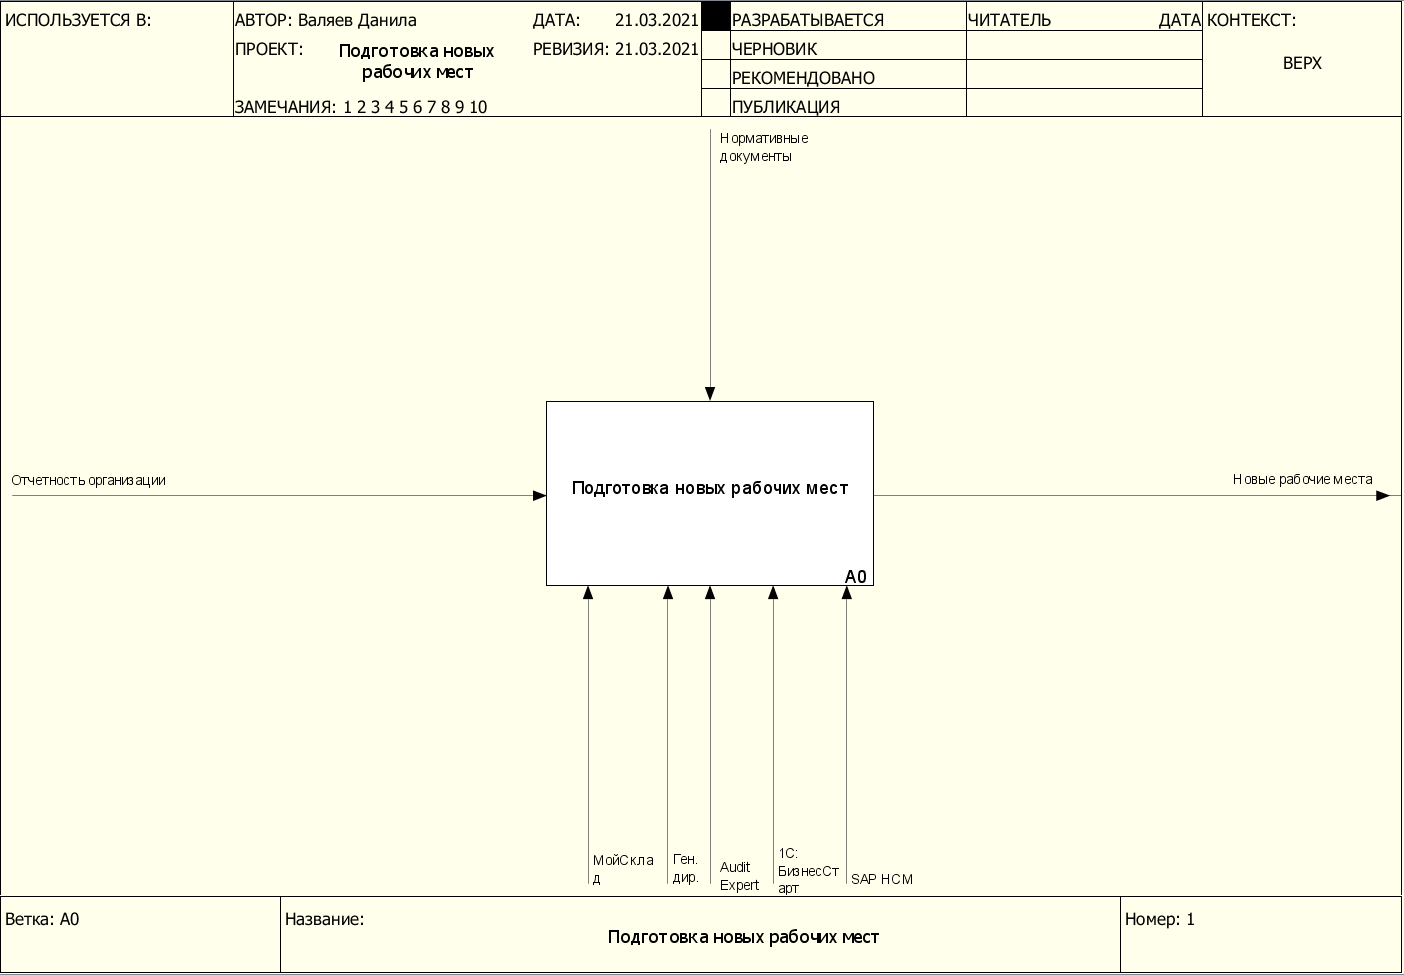 ИСПОЛЬЗУЕТСЯ В:
АВТОР: Валяев Данила
ДАТА: 21.03.2021
ПРОЕКТ: Подготовка новых
рабочих мест
РЕВИЗИЯ: 21.03.2021
ЗАМЕЧАНИЯ: 1 2 3 4 5 6 7 8 9 10
РАЗРАБАТЫВАЕТСЯ
ЧЕРНОВИК
РЕКОМЕНДОВАНО
ПУБЛИКАЦИЯ
ЧИТАТЕЛЬ ДАТА
КОНТЕКСТ:
ВЕРХ
Нормативные
документы
Отчетность организации
Подготовка новых рабочих мест
A0
Новые рабочие места
МойСкла
д
Ген.
дир.
Audit
Expert
1С:
БизнесСт
арт
SAP HCM
Ветка: A0
Название:
Подготовка новых рабочих мест
Номер: 1